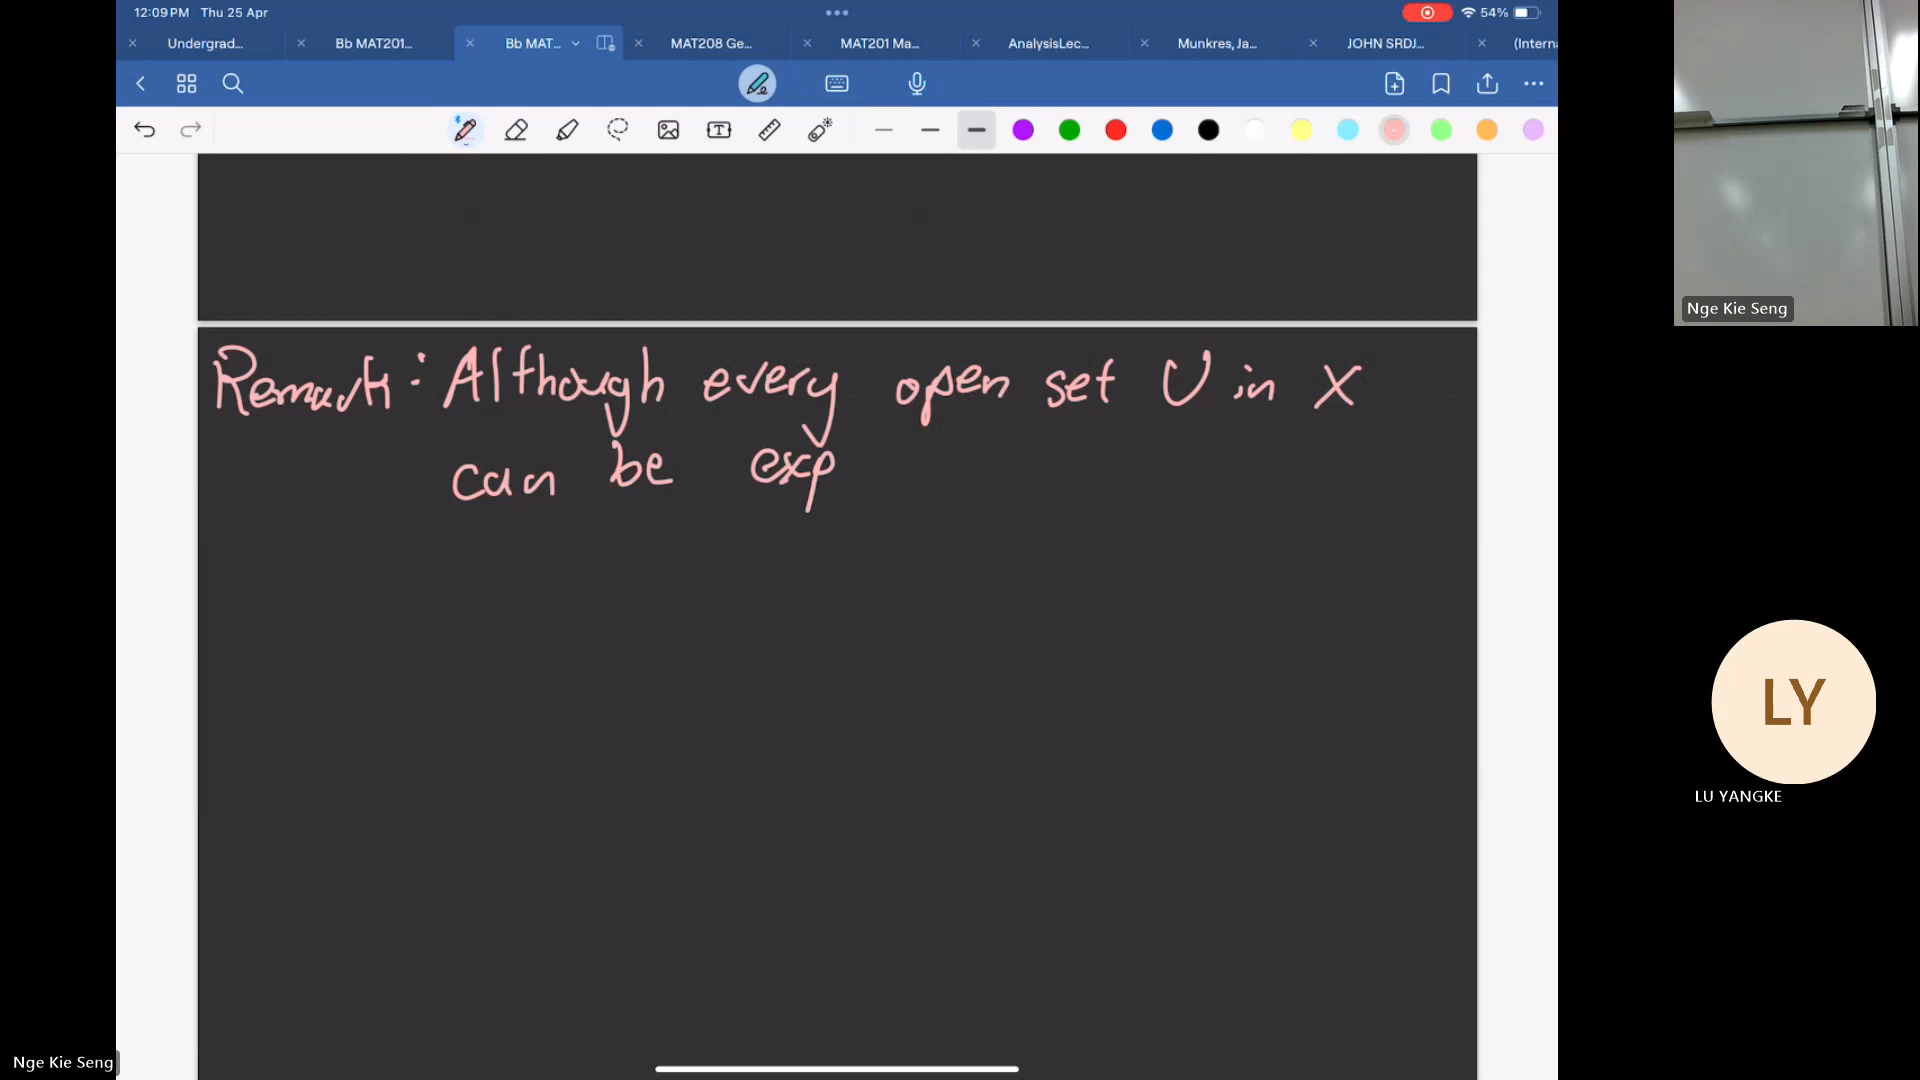 12:09 PM Thu 25 Apr
54%
Undergrad...
Bb MAT201...
Bb MAT...
MAT208 Ge...
MAT201 Ma...
AnalysisLec...
Munkres, Ja...
JOHN SRDJ...
(Intern
Remark: Although every open set U in X
can be exp
Nge Kie Seng
LY
LU YANGKE
Nge Kie Seng